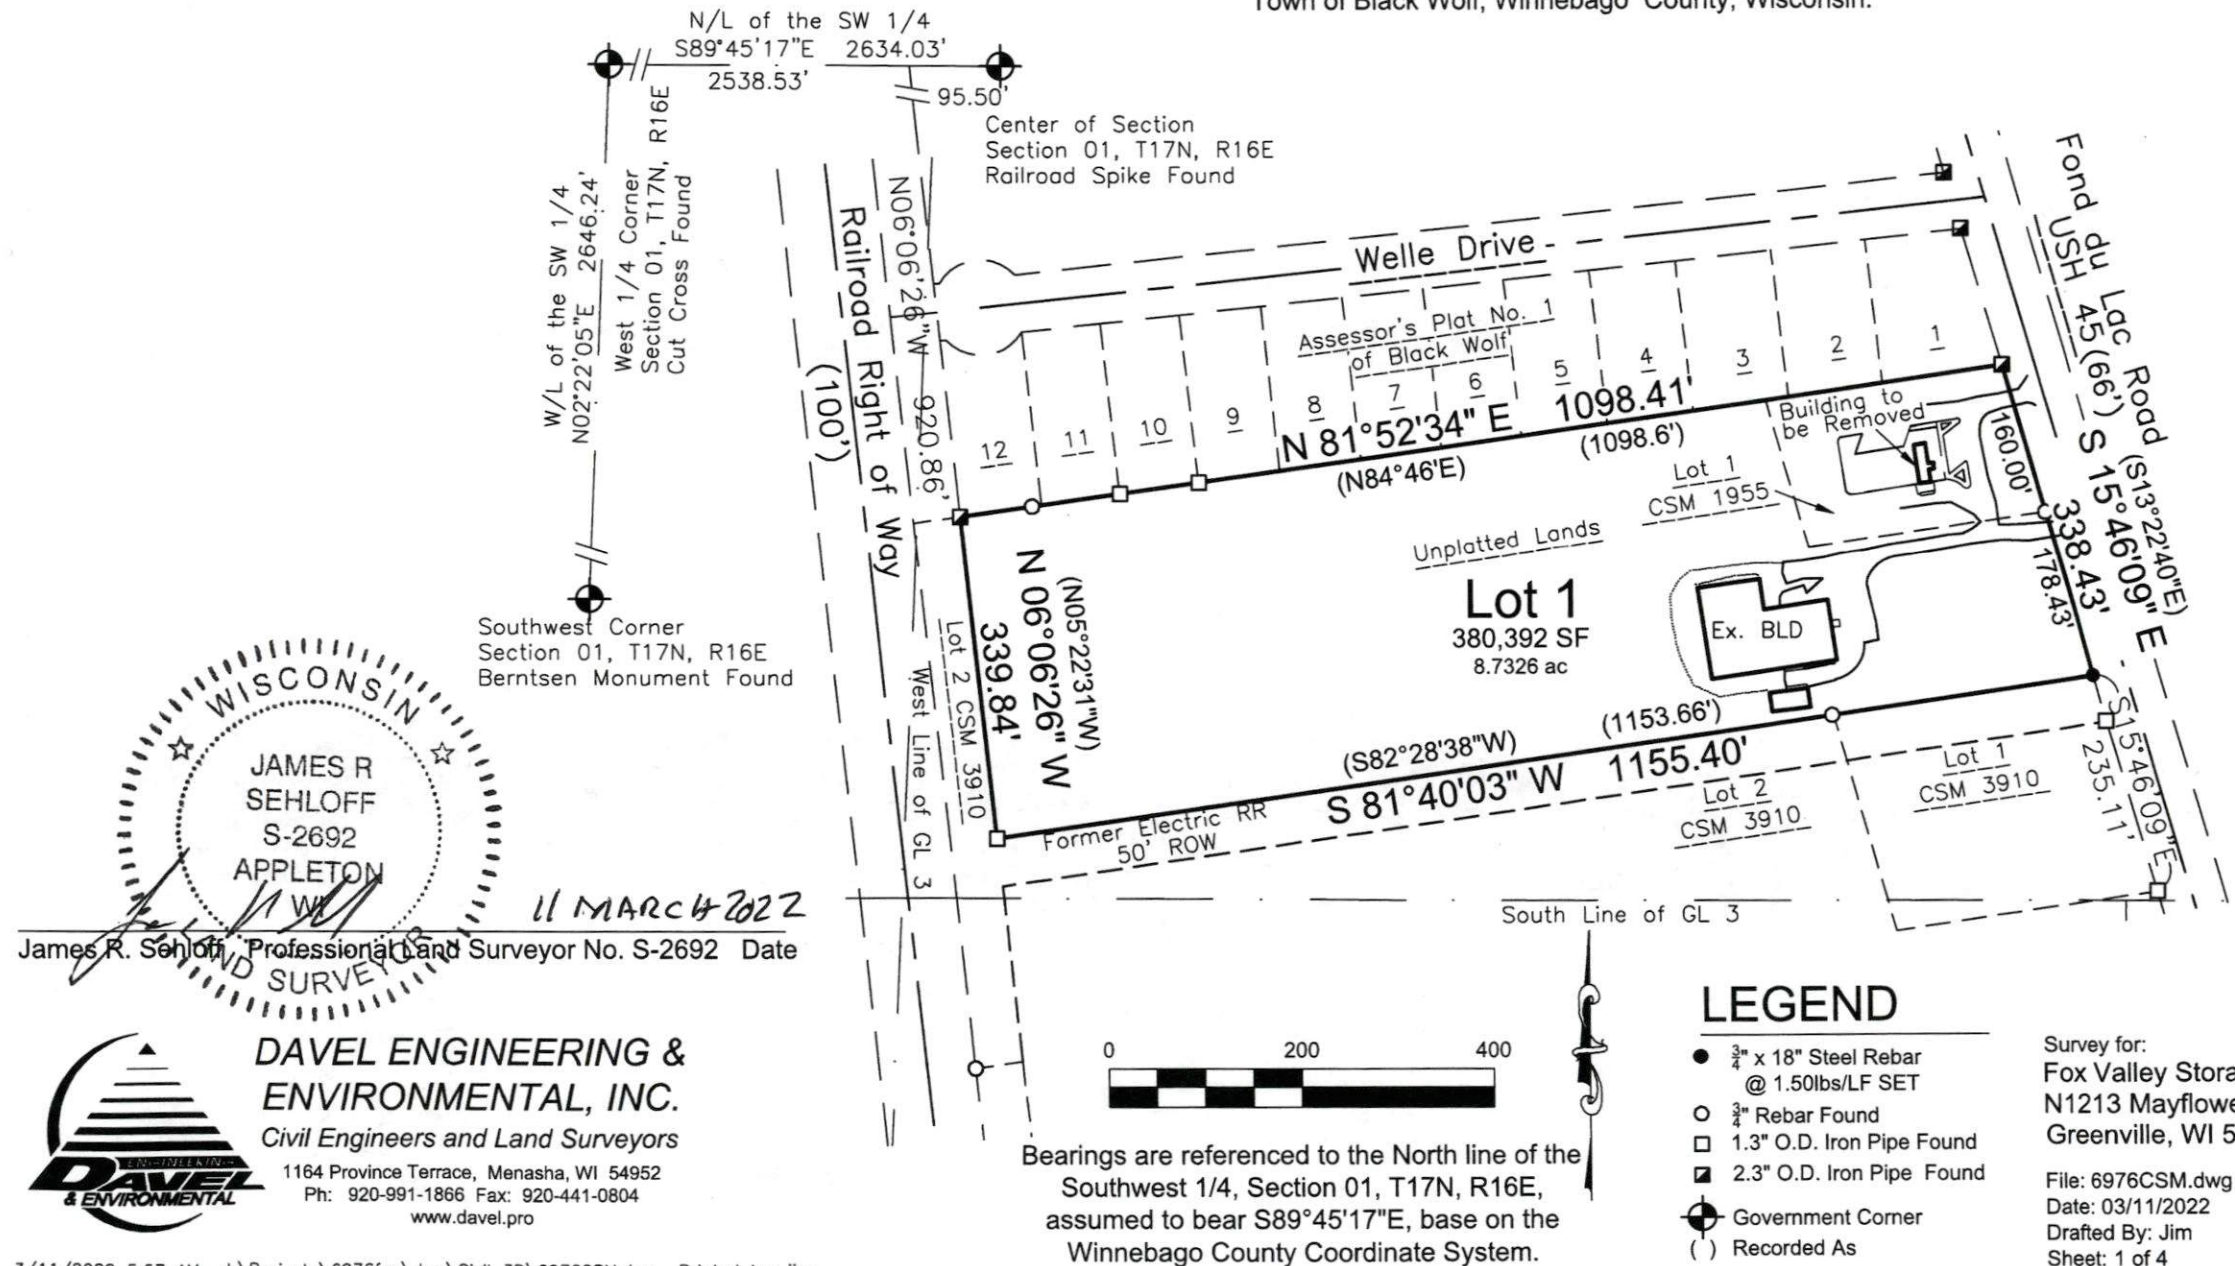 Town of Black Wolf, Winnebago County, Wisconsin.
N/L of the SW 1/4
S89°45'17"E 2634.03'
2538.53'
95.50'
Center of Section
Section 01, T17N, R16E
Railroad Spike Found
W/L of the SW 1/4
N02°22'05"E 2646.24'
West 1/4 Corner
Section 01, T17N, R16E
Cut Cross Found
Southwest Corner
Section 01, T17N, R16E
Berntsen Monument Found
N06°06'26"W 920.86'
Railroad Right of Way
(100')
Welle Drive
Fond du Lac Road
USH 45 (66')
Assessor's Plat No. 1
of Black Wolf
12
11
10
9
8
7
6
5
4
3
2
1
N 81°52'34" E 1098.41'
(N84°46'E)
(1098.6')
Building to
be Removed
Lot 1
CSM 1955
160.00'
S 15°46'09" E
338.43'
(S13°22'40"E)
178.43'
Unplatted Lands
Lot 1
380,392 SF
8.7326 ac
Ex. BLD
(N05°22'31"W)
N 06°06'26" W
339.84'
Lot 2 CSM 3910
West Line of GL 3
(1153.66')
(S82°28'38"W)
S 81°40'03" W 1155.40'
Former Electric RR
50' ROW
Lot 2
CSM 3910
Lot 1
CSM 3910
S15°46'09"E
235.11'
South Line of GL 3
WISCONSIN
JAMES R
SEHLOFF
S-2692
APPLETON
WI
LAND SURVEYOR
11 MARCH 2022
James R. Sehloff Professional Land Surveyor No. S-2692 Date
DAVEL ENGINEERING &
ENVIRONMENTAL, INC.
Civil Engineers and Land Surveyors
1164 Province Terrace, Menasha, WI 54952
Ph: 920-991-1866 Fax: 920-441-0804
www.davel.pro
ENGINEERING
DAVEL
& ENVIRONMENTAL
0 200 400
Bearings are referenced to the North line of the
Southwest 1/4, Section 01, T17N, R16E,
assumed to bear S89°45'17"E, base on the
Winnebago County Coordinate System.
LEGEND
3/4" x 18" Steel Rebar
@ 1.50lbs/LF SET
3/4" Rebar Found
1.3" O.D. Iron Pipe Found
2.3" O.D. Iron Pipe Found
Government Corner
( ) Recorded As
Survey for:
Fox Valley Stora
N1213 Mayflowe
Greenville, WI 5
File: 6976CSM.dwg
Date: 03/11/2022
Drafted By: Jim
Sheet: 1 of 4